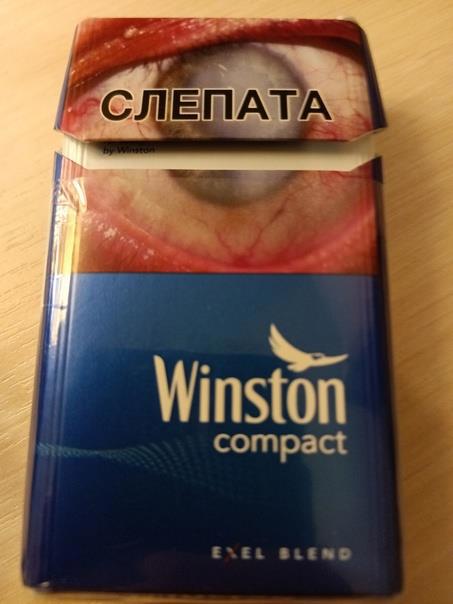 СЛЕПАТА
by Winston
Winston
compact
EXEL BLEND